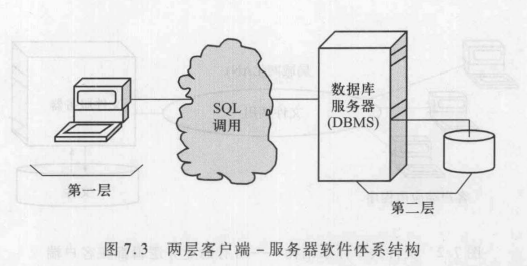 SQL
调用
数据库
服务器
(DBMS)
第一层
第二层
图 7.3 两层客户端－服务器软件体系结构